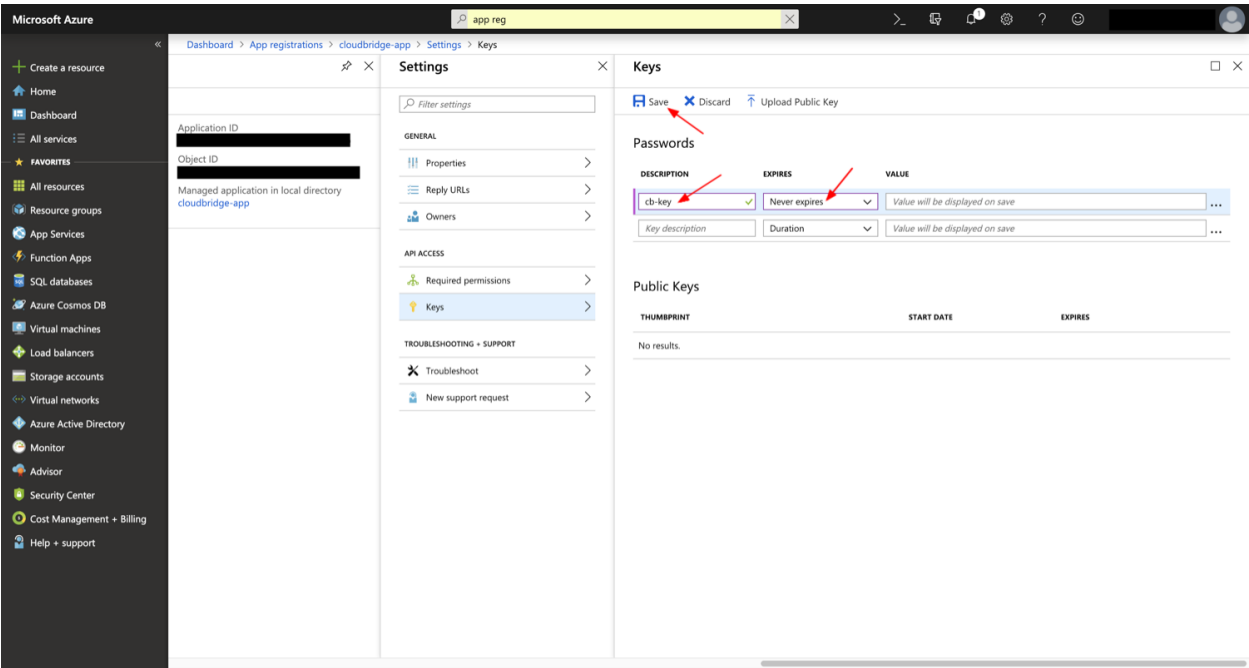 Microsoft Azure
app reg
1
Dashboard > App registrations > cloudbridge-app > Settings > Keys
Create a resource
Home
Dashboard
All services
FAVORITES
All resources
Resource groups
App Services
Function Apps
SQL databases
Azure Cosmos DB
Virtual machines
Load balancers
Storage accounts
Virtual networks
Azure Active Directory
Monitor
Advisor
Security Center
Cost Management + Billing
Help + support
Application ID
Object ID
Managed application in local directory
cloudbridge-app
Settings
Filter settings
GENERAL
Properties
Reply URLs
Owners
API ACCESS
Required permissions
Keys
TROUBLESHOOTING + SUPPORT
Troubleshoot
New support request
Keys
Save Discard Upload Public Key
Passwords
DESCRIPTION EXPIRES VALUE
cb-key Never expires Value will be displayed on save ...
Key description Duration Value will be displayed on save ...
Public Keys
THUMBPRINT START DATE EXPIRES
No results.